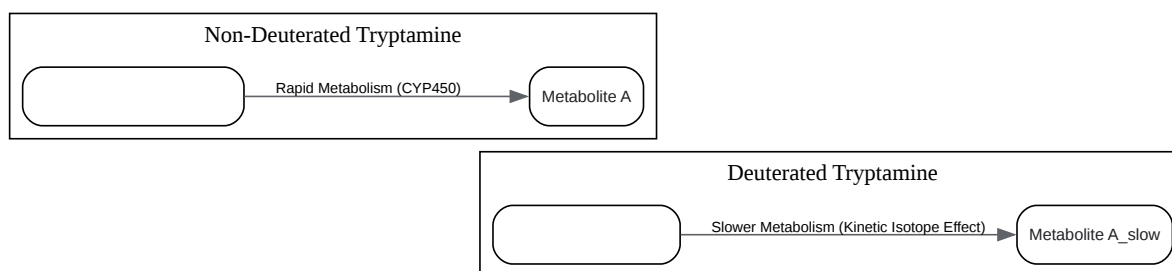 Non-Deuterated Tryptamine
Rapid Metabolism (CYP450)
Metabolite A
Deuterated Tryptamine
Slower Metabolism (Kinetic Isotope Effect)
Metabolite A_slow